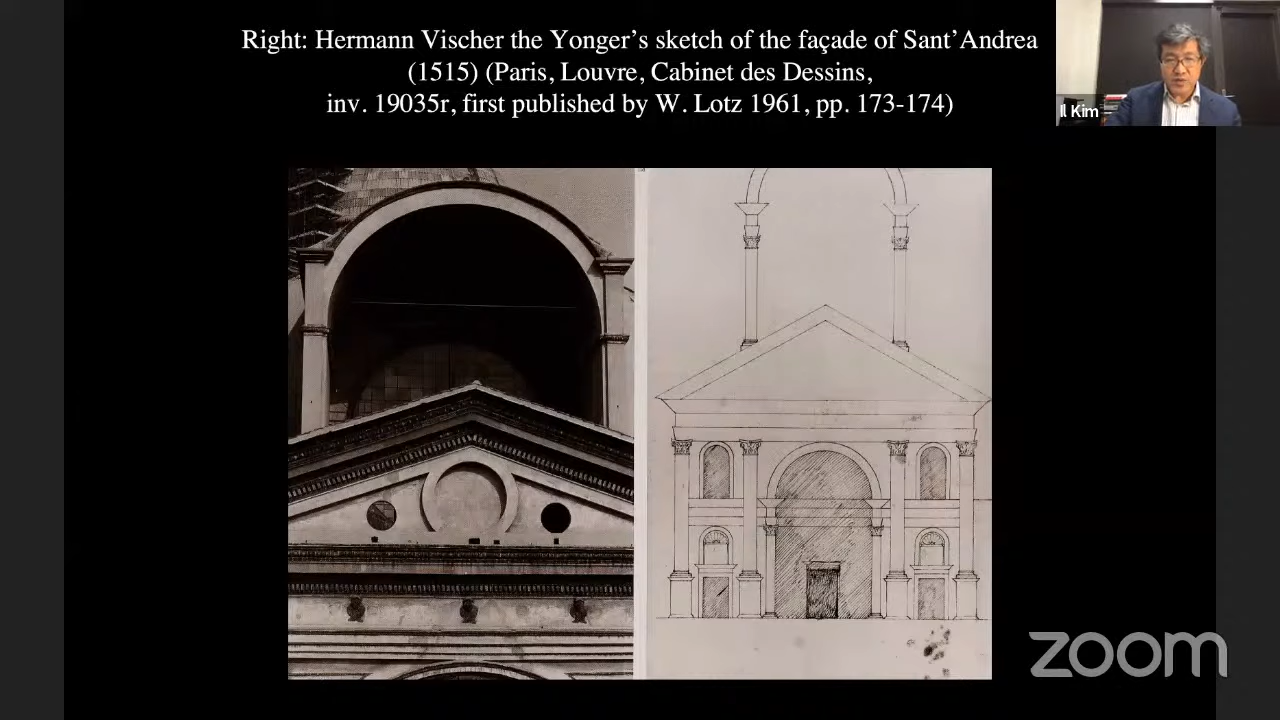 Right: Hermann Vischer the Yonger’s sketch of the façade of Sant’Andrea
(1515) (Paris, Louvre, Cabinet des Dessins,
inv. 19035r, first published by W. Lotz 1961, pp. 173-174)
Il Kim
zoom